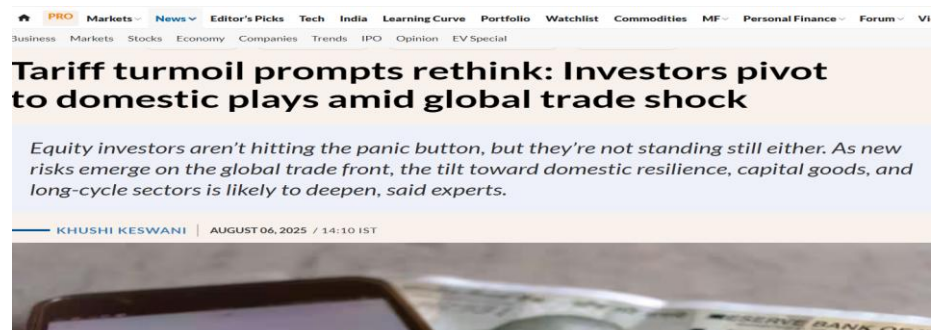 PRO Markets News Editor's Picks Tech India Learning Curve Portfolio Watchlist Commodities MF Personal Finance Forum
Business Markets Stocks Economy Companies Trends IPO Opinion EV Special
Tariff turmoil prompts rethink: Investors pivot
to domestic plays amid global trade shock
Equity investors aren't hitting the panic button, but they're not standing still either. As new
risks emerge on the global trade front, the tilt toward domestic resilience, capital goods, and
long-cycle sectors is likely to deepen, said experts.
KHUSHI KESWANI | AUGUST 06, 2025 / 14:10 IST
RESERVE BANK OF